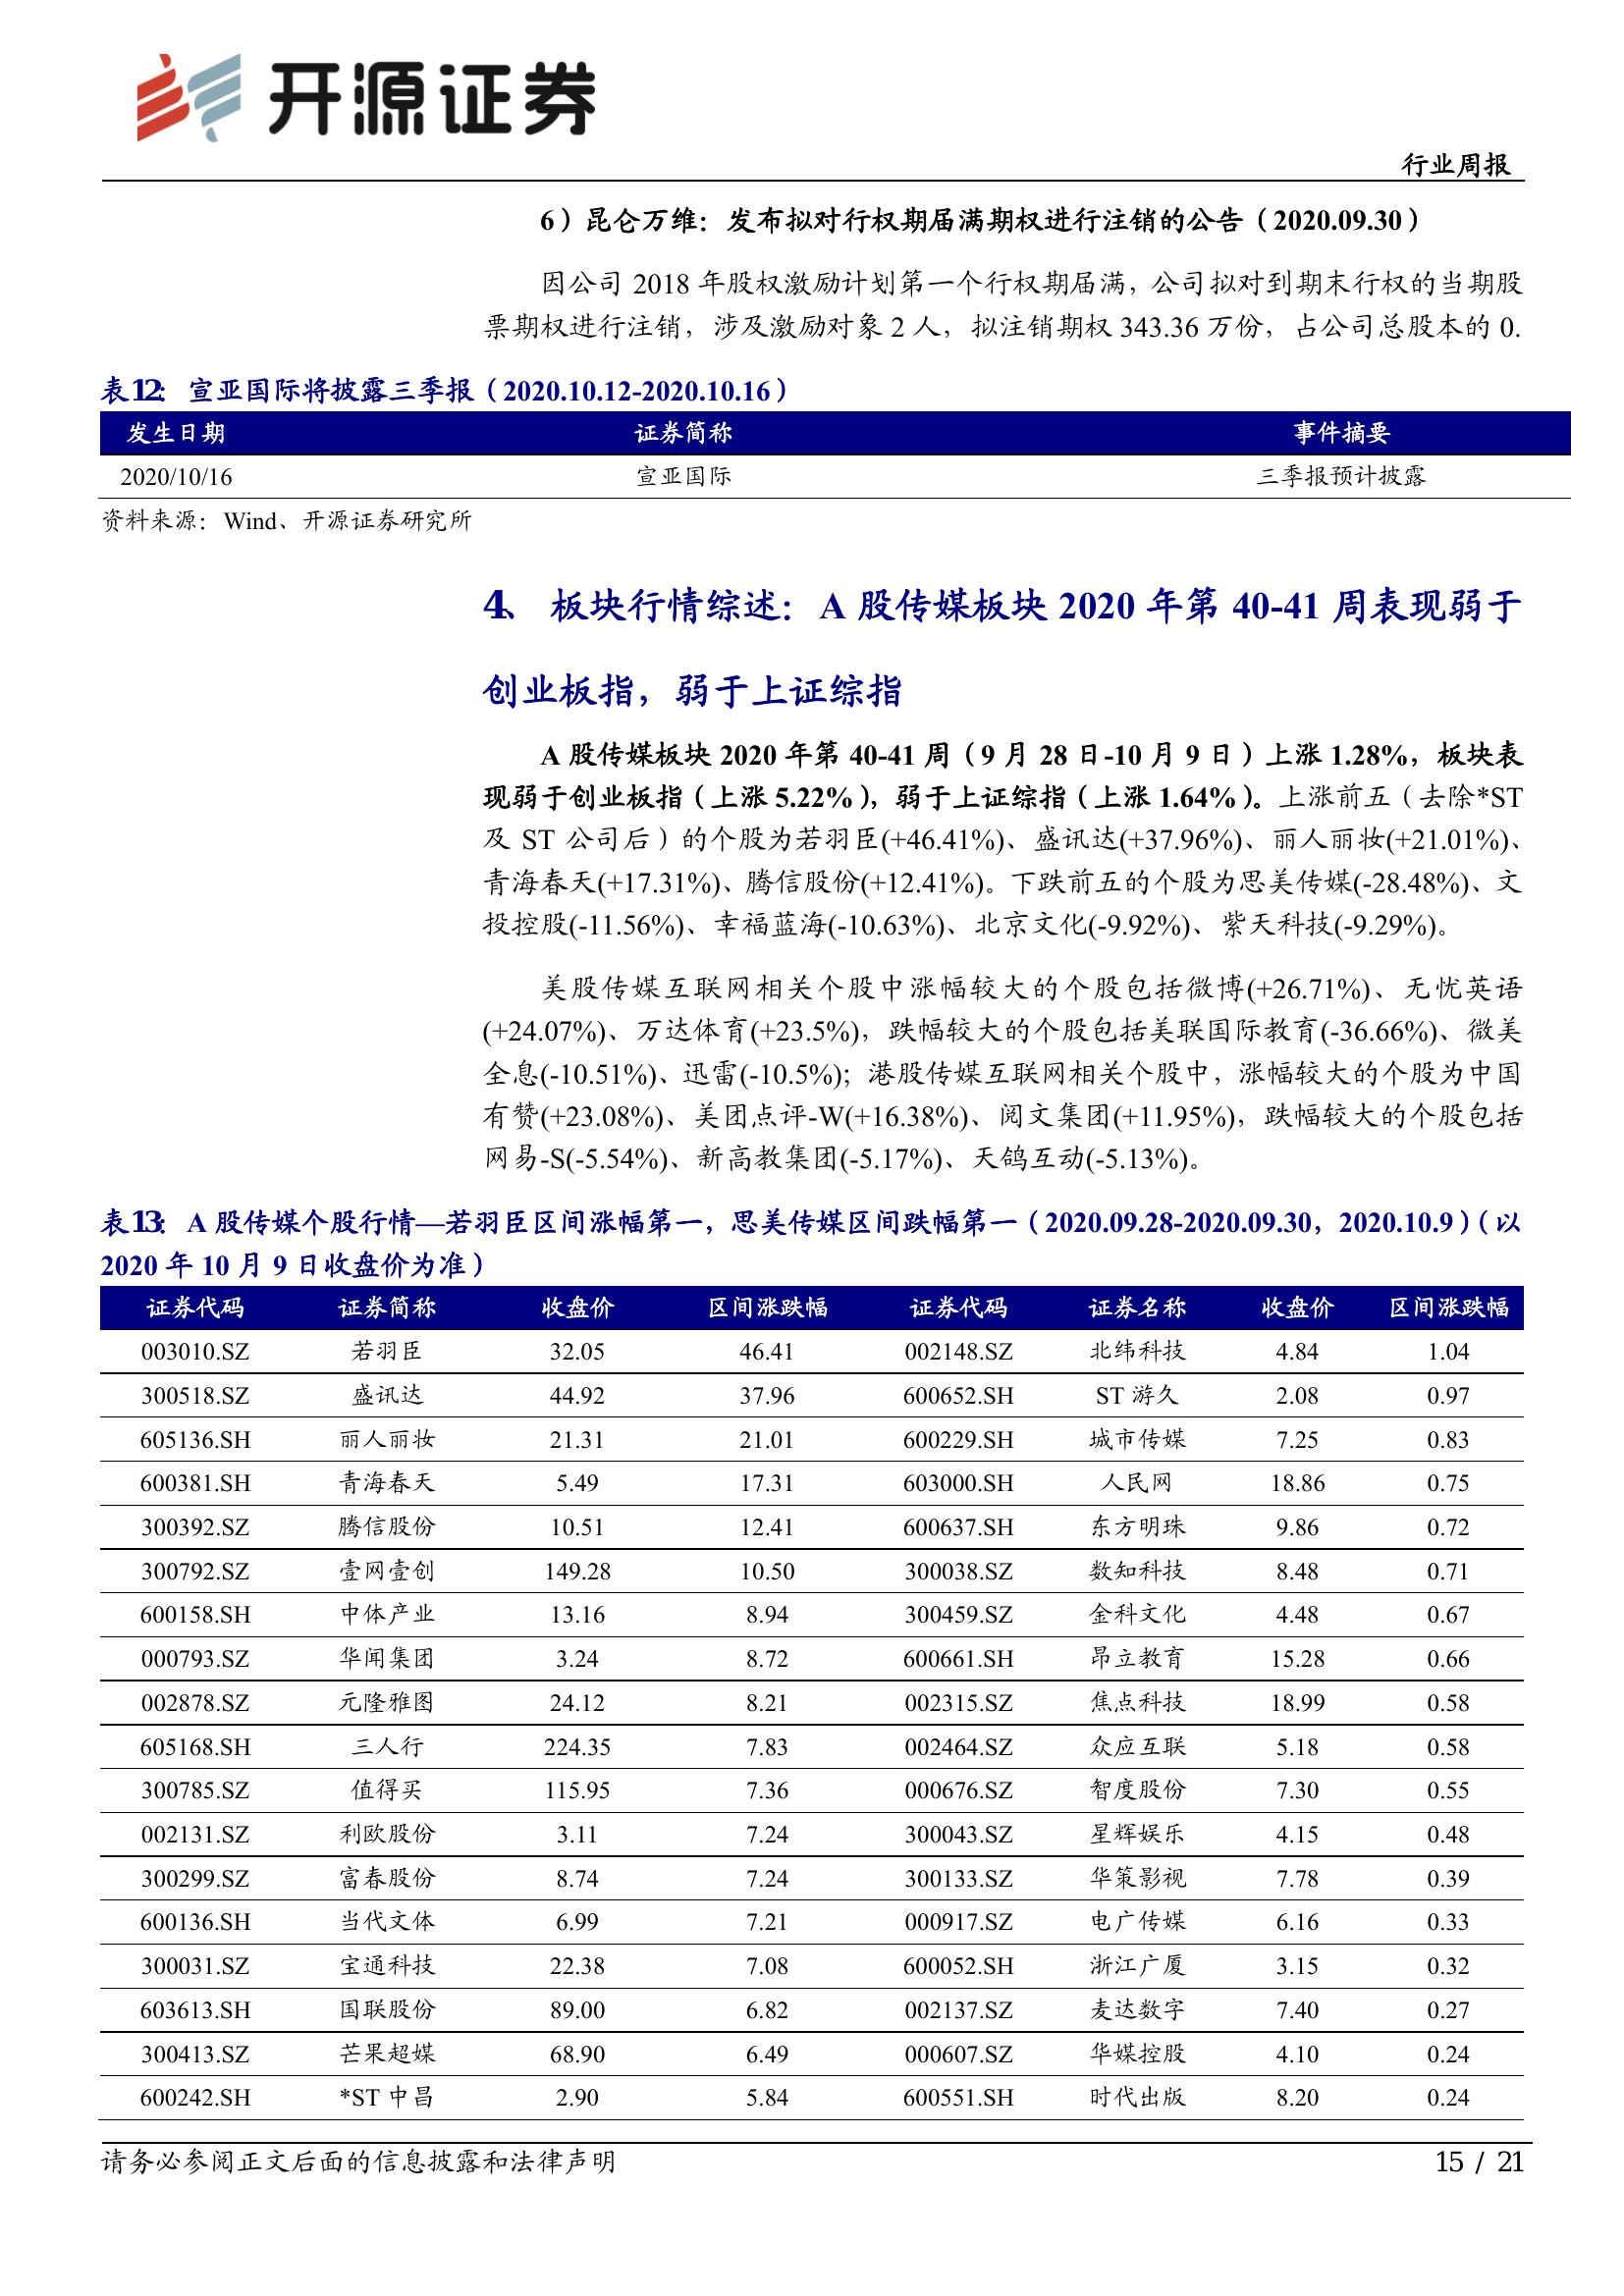 开源证券
行业周报
6）昆仑万维：发布拟对行权期届满期权进行注销的公告（2020.09.30）
因公司 2018 年股权激励计划第一个行权期届满，公司拟对到期末行权的当期股
票期权进行注销，涉及激励对象 2 人，拟注销期权 343.36 万份，占公司总股本的 0.
表12： 宣亚国际将披露三季报（2020.10.12-2020.10.16）
发生日期 证券简称 事件摘要
2020/10/16 宣亚国际 三季报预计披露
资料来源：Wind、开源证券研究所
4、 板块行情综述：A 股传媒板块 2020 年第 40-41 周表现弱于
创业板指，弱于上证综指
A 股传媒板块 2020 年第 40-41 周（9 月 28 日-10 月 9 日）上涨 1.28%，板块表
现弱于创业板指（上涨 5.22%），弱于上证综指（上涨 1.64%）。上涨前五（去除*ST
及 ST 公司后）的个股为若羽臣(+46.41%)、盛讯达(+37.96%)、丽人丽妆(+21.01%)、
青海春天(+17.31%)、腾信股份(+12.41%)。下跌前五的个股为思美传媒(-28.48%)、文
投控股(-11.56%)、幸福蓝海(-10.63%)、北京文化(-9.92%)、紫天科技(-9.29%)。
美股传媒互联网相关个股中涨幅较大的个股包括微博(+26.71%)、无忧英语
(+24.07%)、万达体育(+23.5%)，跌幅较大的个股包括美联国际教育(-36.66%)、微美
全息(-10.51%)、迅雷(-10.5%)；港股传媒互联网相关个股中，涨幅较大的个股为中国
有赞(+23.08%)、美团点评-W(+16.38%)、阅文集团(+11.95%)，跌幅较大的个股包括
网易-S(-5.54%)、新高教集团(-5.17%)、天鸽互动(-5.13%)。
表13： A 股传媒个股行情—若羽臣区间涨幅第一，思美传媒区间跌幅第一（2020.09.28-2020.09.30，2020.10.9）（以
2020 年 10 月 9 日收盘价为准）
证券代码 证券简称 收盘价 区间涨跌幅 证券代码 证券名称 收盘价 区间涨跌幅
003010.SZ 若羽臣 32.05 46.41 002148.SZ 北纬科技 4.84 1.04
300518.SZ 盛讯达 44.92 37.96 600652.SH ST 游久 2.08 0.97
605136.SH 丽人丽妆 21.31 21.01 600229.SH 城市传媒 7.25 0.83
600381.SH 青海春天 5.49 17.31 603000.SH 人民网 18.86 0.75
300392.SZ 腾信股份 10.51 12.41 600637.SH 东方明珠 9.86 0.72
300792.SZ 壹网壹创 149.28 10.50 300038.SZ 数知科技 8.48 0.71
600158.SH 中体产业 13.16 8.94 300459.SZ 金科文化 4.48 0.67
000793.SZ 华闻集团 3.24 8.72 600661.SH 昂立教育 15.28 0.66
002878.SZ 元隆雅图 24.12 8.21 002315.SZ 焦点科技 18.99 0.58
605168.SH 三人行 224.35 7.83 002464.SZ 众应互联 5.18 0.58
300785.SZ 值得买 115.95 7.36 000676.SZ 智度股份 7.30 0.55
002131.SZ 利欧股份 3.11 7.24 300043.SZ 星辉娱乐 4.15 0.48
300299.SZ 富春股份 8.74 7.24 300133.SZ 华策影视 7.78 0.39
600136.SH 当代文体 6.99 7.21 000917.SZ 电广传媒 6.16 0.33
300031.SZ 宝通科技 22.38 7.08 600052.SH 浙江广厦 3.15 0.32
603613.SH 国联股份 89.00 6.82 002137.SZ 麦达数字 7.40 0.27
300413.SZ 芒果超媒 68.90 6.49 000607.SZ 华媒控股 4.10 0.24
600242.SH *ST 中昌 2.90 5.84 600551.SH 时代出版 8.20 0.24
请务必参阅正文后面的信息披露和法律声明 15 / 21